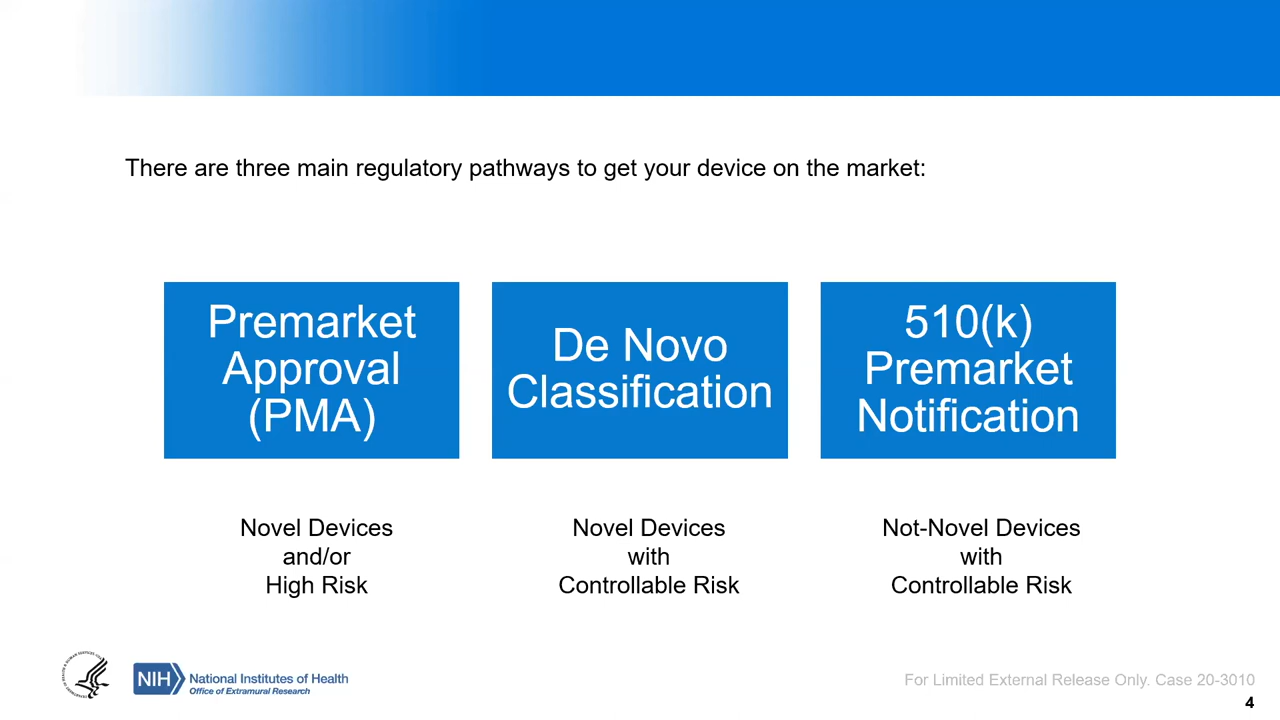 There are three main regulatory pathways to get your device on the market:
Premarket
Approval
(PMA)
De Novo
Classification
510(k)
Premarket
Notification
Novel Devices
and/or
High Risk
Novel Devices
with
Controllable Risk
Not-Novel Devices
with
Controllable Risk
NIH
National Institutes of Health
Office of Extramural Research
For Limited External Release Only. Case 20-3010
4